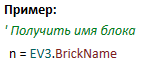 Пример:
' Получить имя блока
n = EV3.BrickName